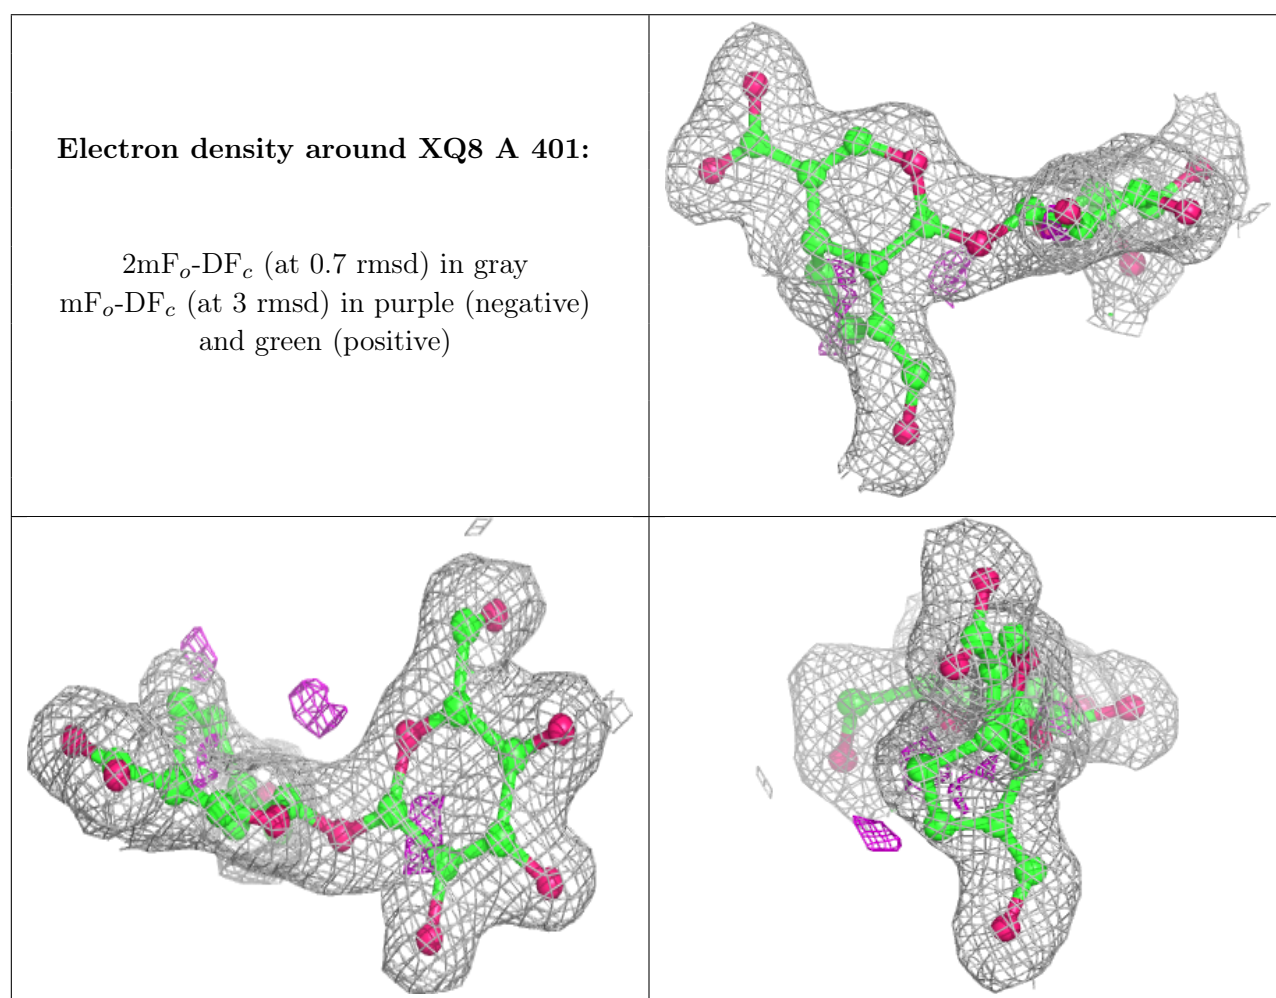 Electron density around XQ8 A 401:
2mFₒ-DF𝒸 (at 0.7 rmsd) in gray
mFₒ-DF𝒸 (at 3 rmsd) in purple (negative)
and green (positive)